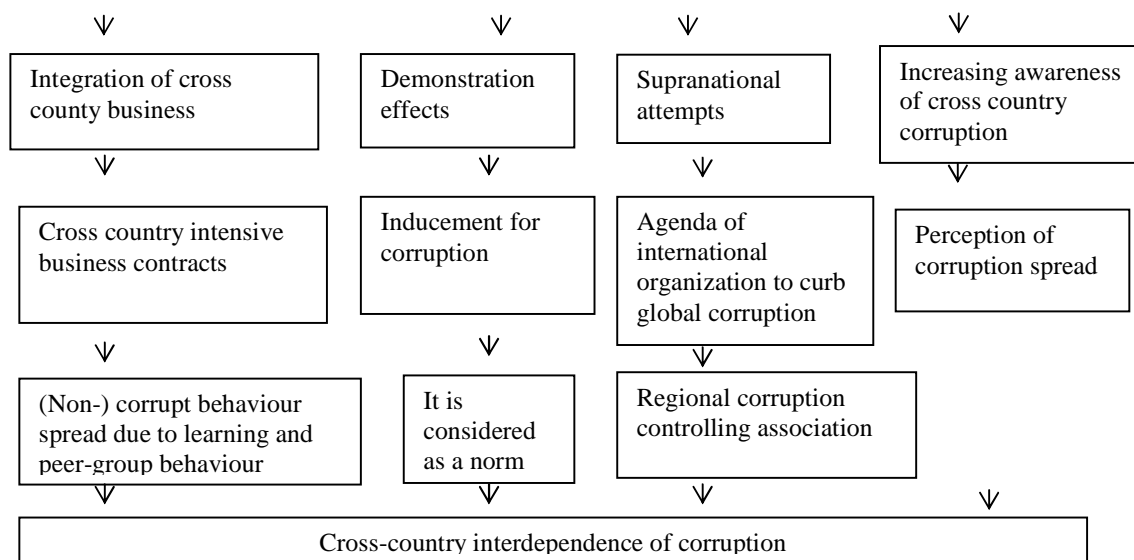 Integration of cross
county business
Demonstration
effects
Supranational
attempts
Increasing awareness
of cross country
corruption
Cross country intensive
business contracts
Inducement for
corruption
Agenda of
international
organization to curb
global corruption
Perception of
corruption spread
(Non-) corrupt behaviour
spread due to learning and
peer-group behaviour
It is
considered
as a norm
Regional corruption
controlling association
Cross-country interdependence of corruption